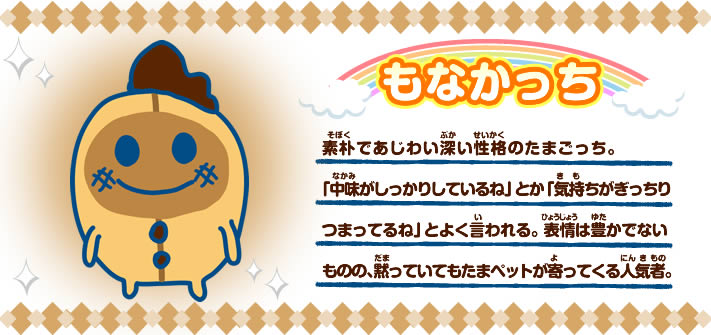 もなかっち
素朴であじわい深い性格のたまごっち。
「中味がしっかりしているね」とか「気持ちがぎっちり
つまってるね」とよく言われる。表情は豊かでない
ものの、黙っていてもたまペットが寄ってくる人気者。